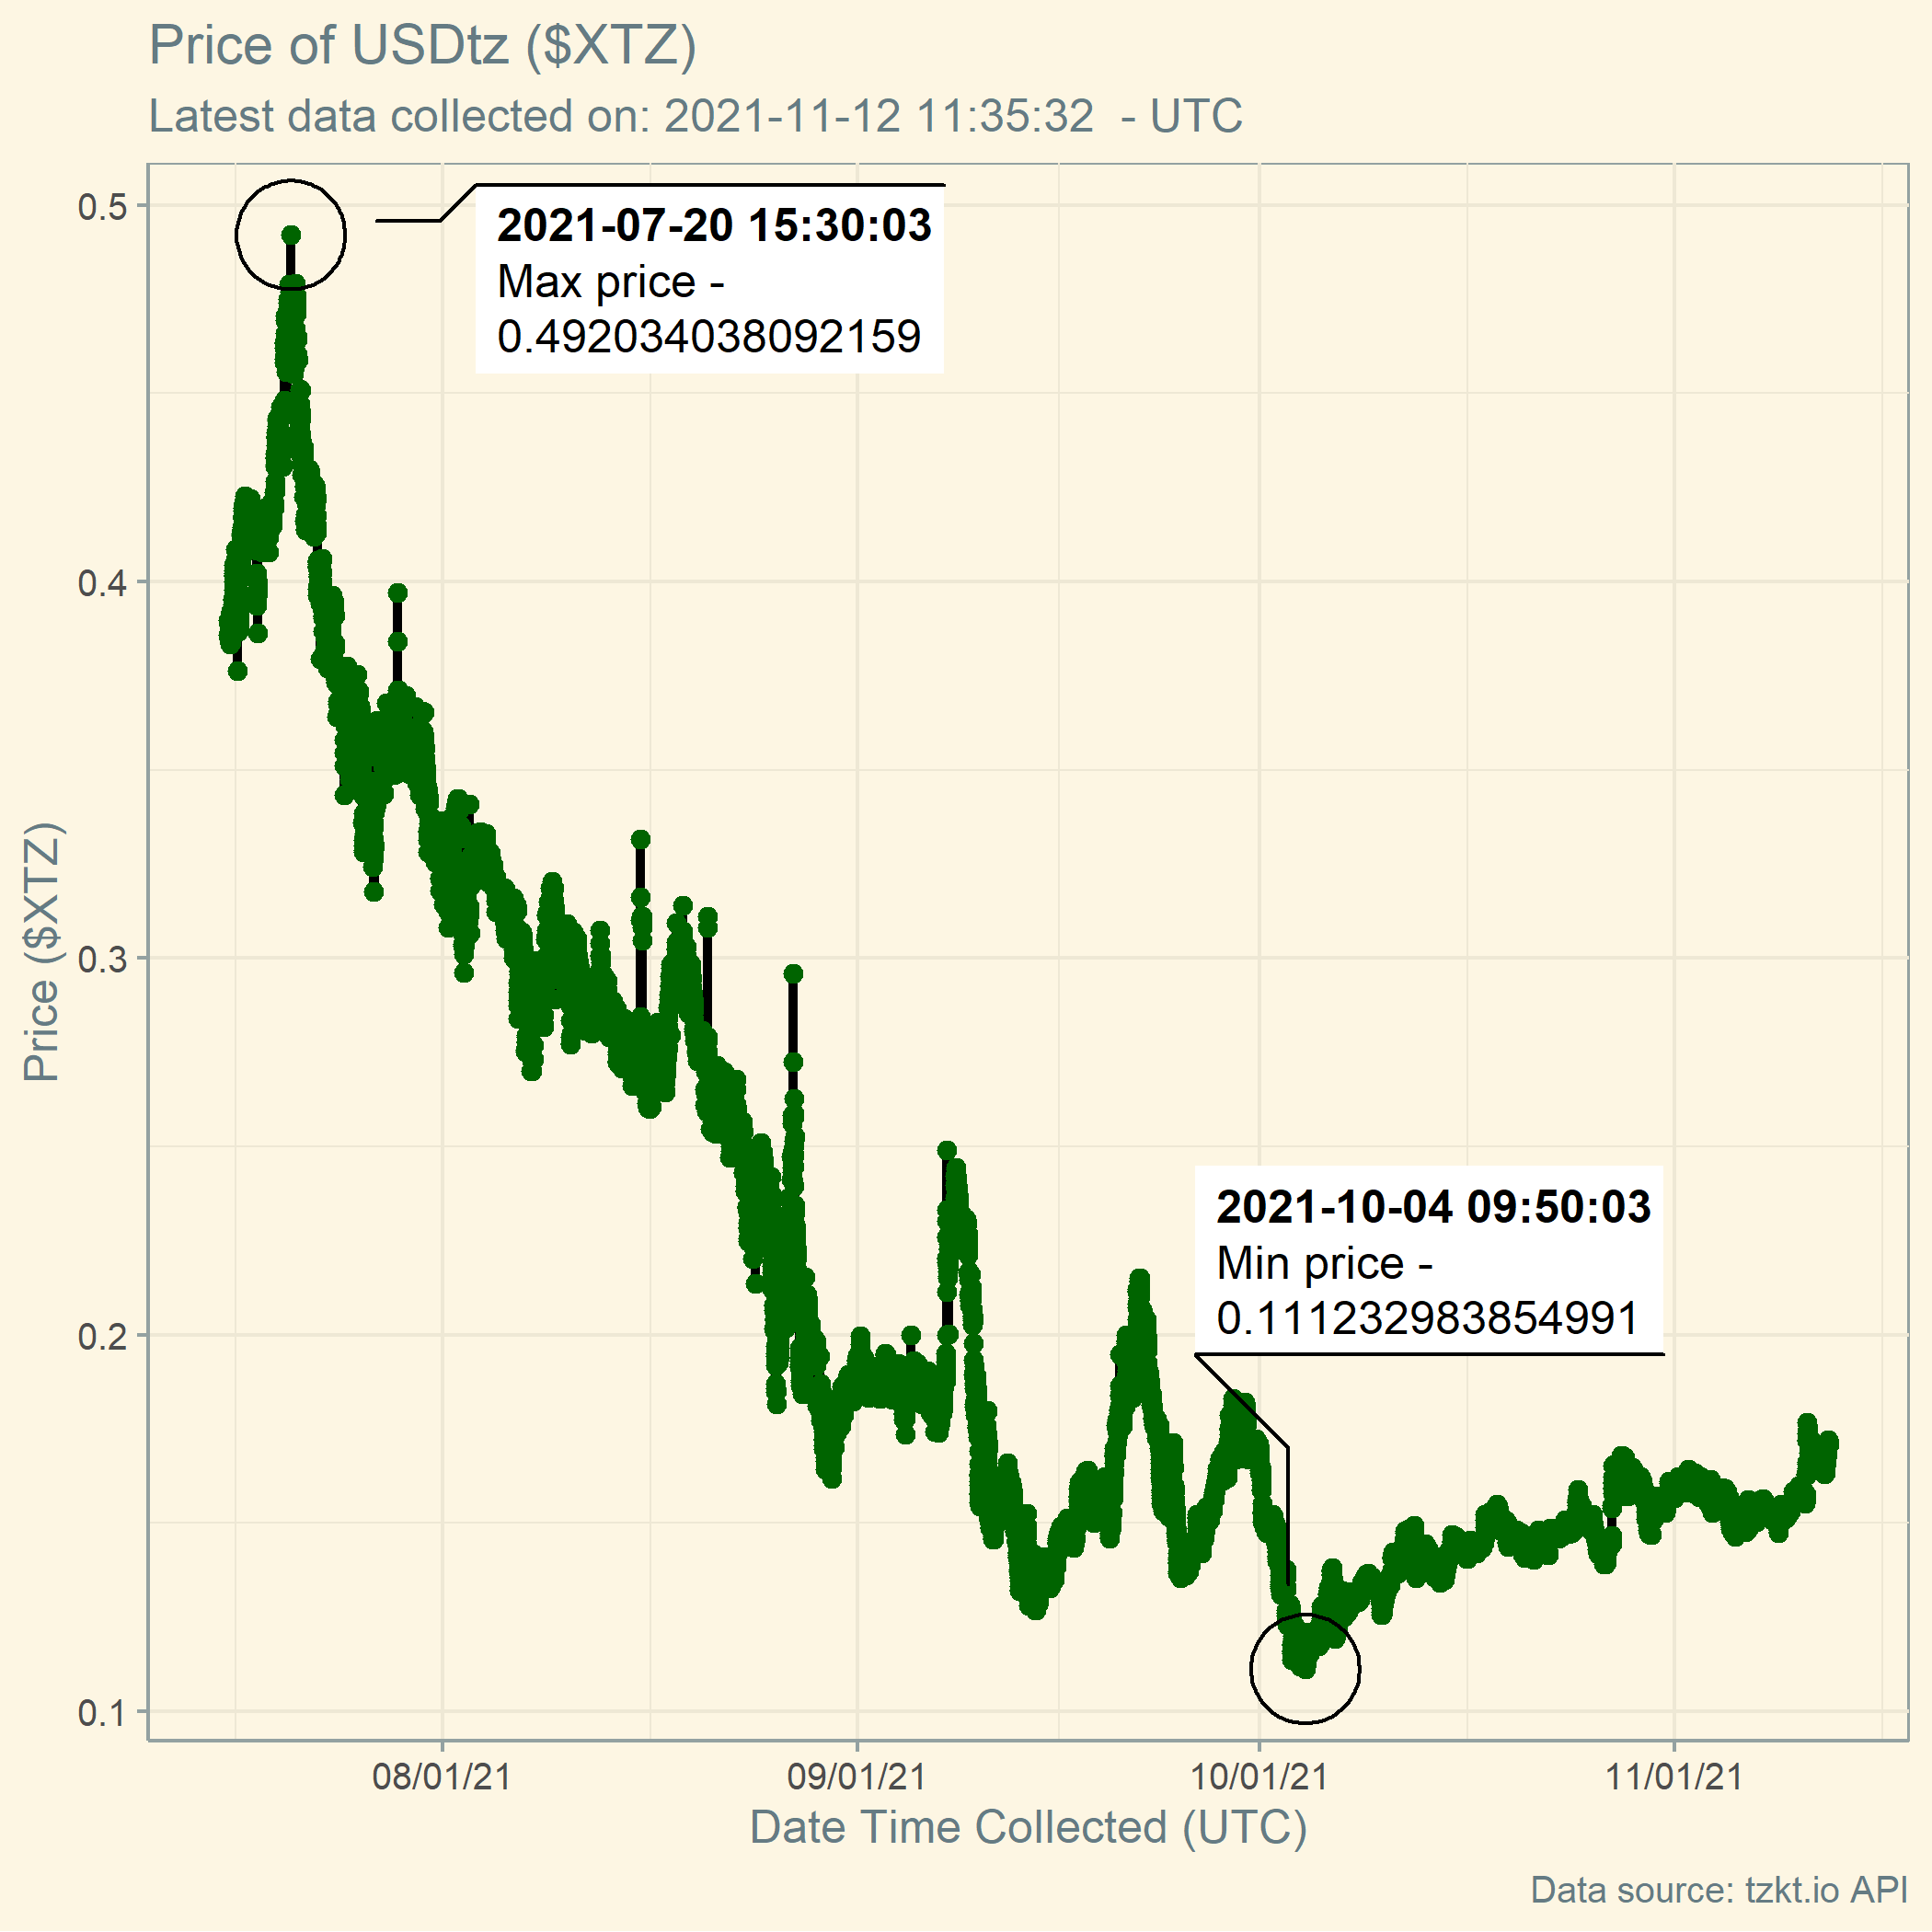 Price of USDtz ($XTZ)
Latest data collected on: 2021-11-12 11:35:32  - UTC
2021-07-20 15:30:03
Max price -
0.492034038092159
2021-10-04 09:50:03
Min price -
0.111232983854991
Price ($XTZ)
0.5
0.4
0.3
0.2
0.1
08/01/21
09/01/21
10/01/21
11/01/21
Date Time Collected (UTC)
Data source: tzkt.io API